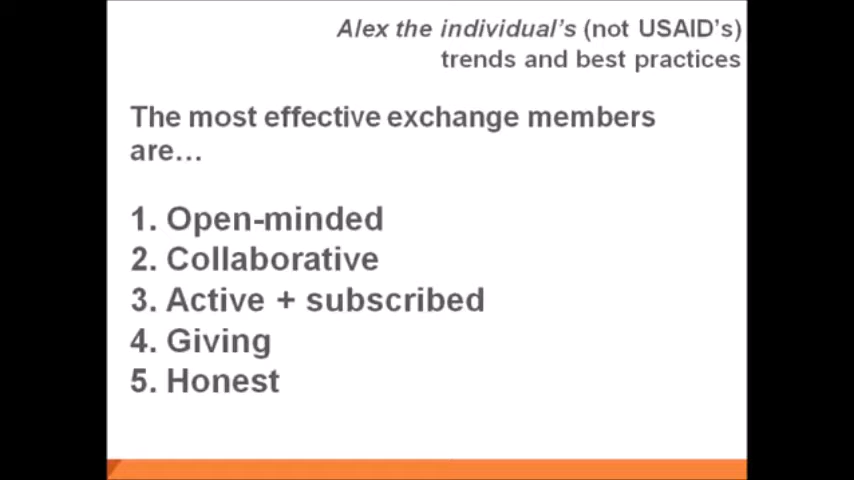 Alex the individual's (not USAID's)
trends and best practices
The most effective exchange members
are...
1. Open-minded
2. Collaborative
3. Active + subscribed
4. Giving
5. Honest